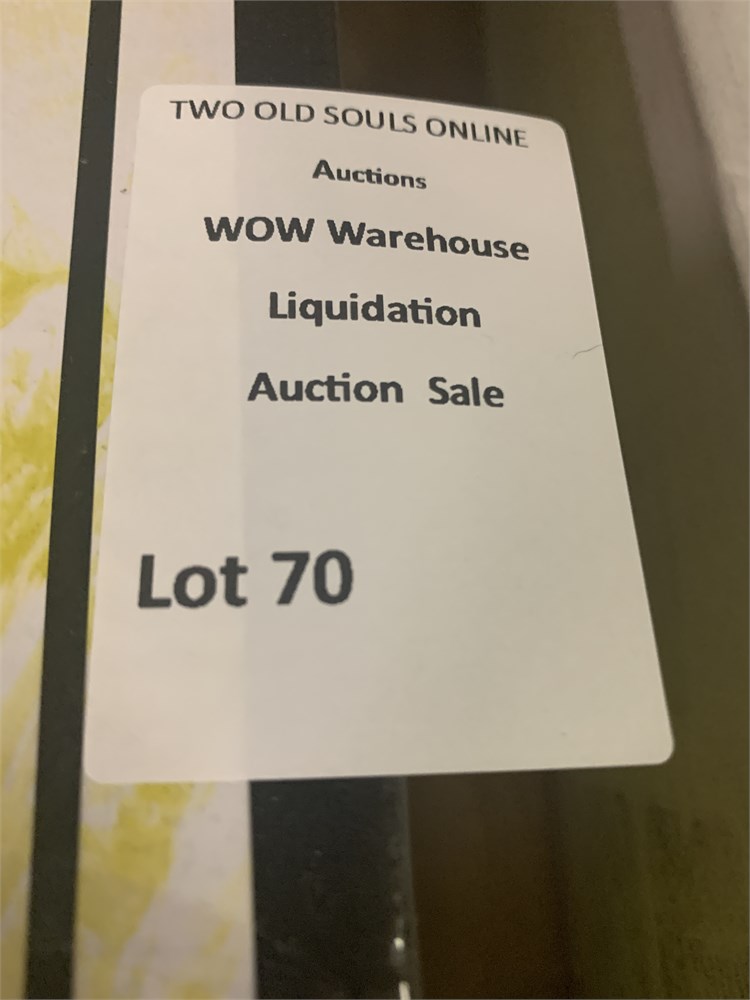 TWO OLD SOULS ONLINE
Auctions
WOW Warehouse
Liquidation
Auction Sale
Lot 70